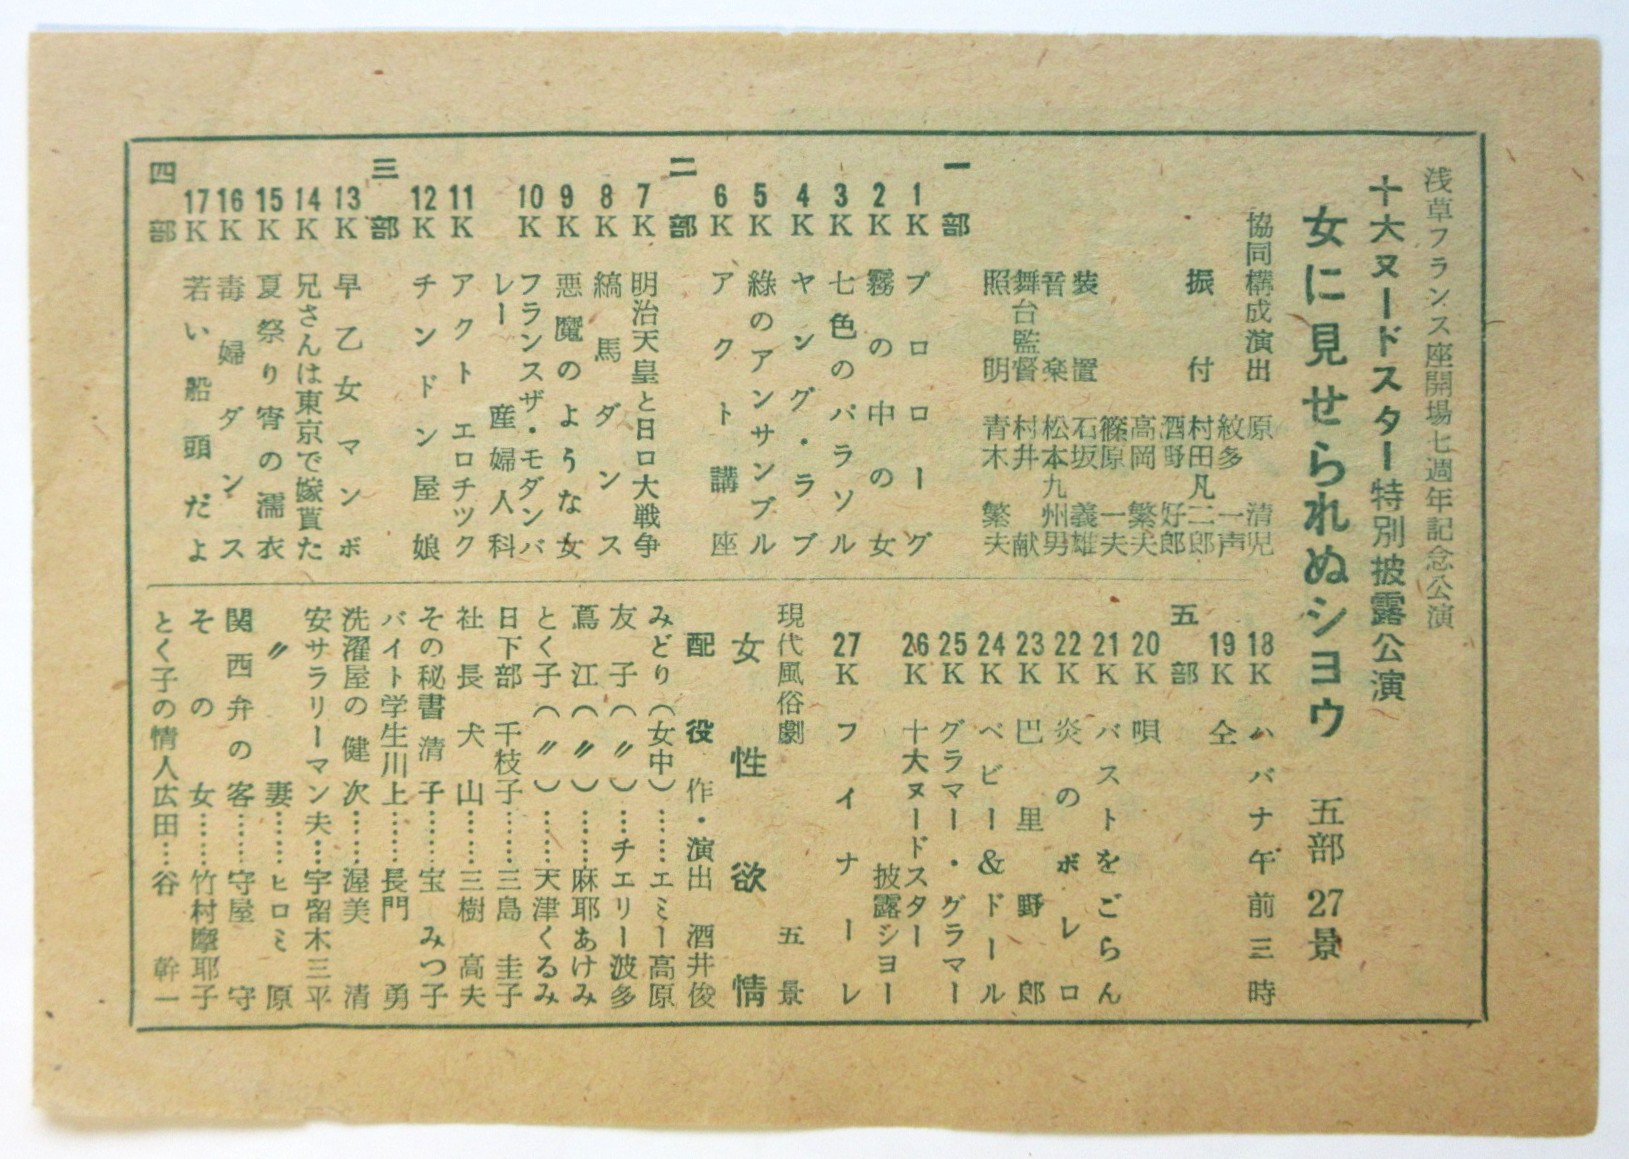 浅草フランス座開場七週年記念公演
十大ヌードスター特別披露公演
女に見せられぬシヨウ 五部 27景
協同構成演出 原 清児
紋多 一声
振付 村田凡二郎
酒野 好郎
高岡 繁夫
篠原 一夫
装置 石坂 義雄
音楽 松本九州男
舞台監督 村井 献
照明 青木 繁夫
一部
1K プロローグ
2K 霧の中の女
3K 七色のパラソル
4K ヤング・ラブ
5K 綠のアンサンブル
6K アクト講座
二部
7K 明治天皇と日ロ大戦争
8K 縞馬ダンス
9K 悪魔のような女
10K フランスザ・モダンバレー 産婦人科
11K アクトエロチツク
12K チンドン屋娘
三部
13K 早乙女マンボ
14K 兄さんは東京で嫁貰た
15K 夏祭り宵の濡衣
16K 毒婦ダンス
17K 若い船頭だよ
四部
18K ハバナ午前三時
19K 仝
五部
20K 唄
21K バストをごらん
22K 炎のボレロ
23K 巴里野郎
24K ベビー&ドール
25K グラマー・グラマー
26K 十大ヌードスター披露シヨー
27K フイナーレ
現代風俗劇 五景
女性欲情
配役 作・演出 酒井俊
みどり(女中)……エミー高原
友子(〃)…チエリー波多
蔦江(〃)……麻耶あけみ
とく子(〃)……天津くるみ
日下部 千枝子……三島 圭子
社長犬山……三樹 高夫
その秘書清子……宝 みつ子
バイト学生川上……長門 勇
洗濯屋の健次……渥美 清
安サラリーマン夫…宇留木三平
〃 妻……ヒロミ 原
関西弁の客……守屋 守
その女……竹村摩耶子
とく子の情人広田…谷 幹一